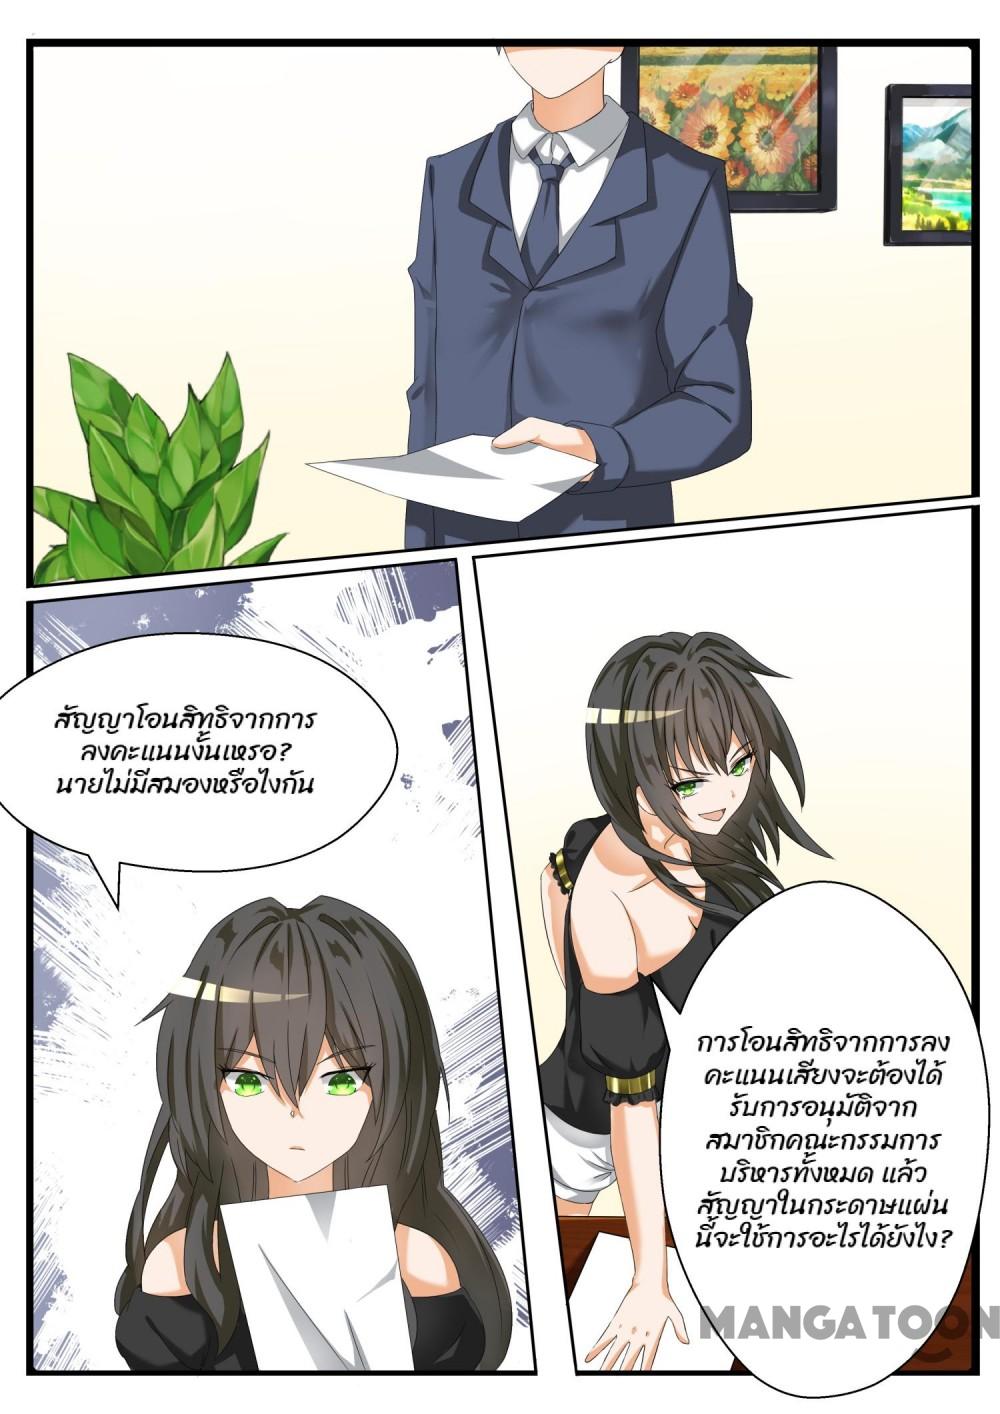 สัญญาโอนสิทธิจากการ
ลงคะแนนงั้นเหรอ?
นายไม่มีสมองหรือไงกัน
การโอนสิทธิจากการลง
คะแนนเสียงจะต้องได้
รับการอนุมัติจาก
สมาชิกคณะกรรมการ
บริหารทั้งหมด แล้ว
สัญญาในกระดาษแผ่น
นี้จะใช้การอะไรได้ยังไง?
MANGATOON